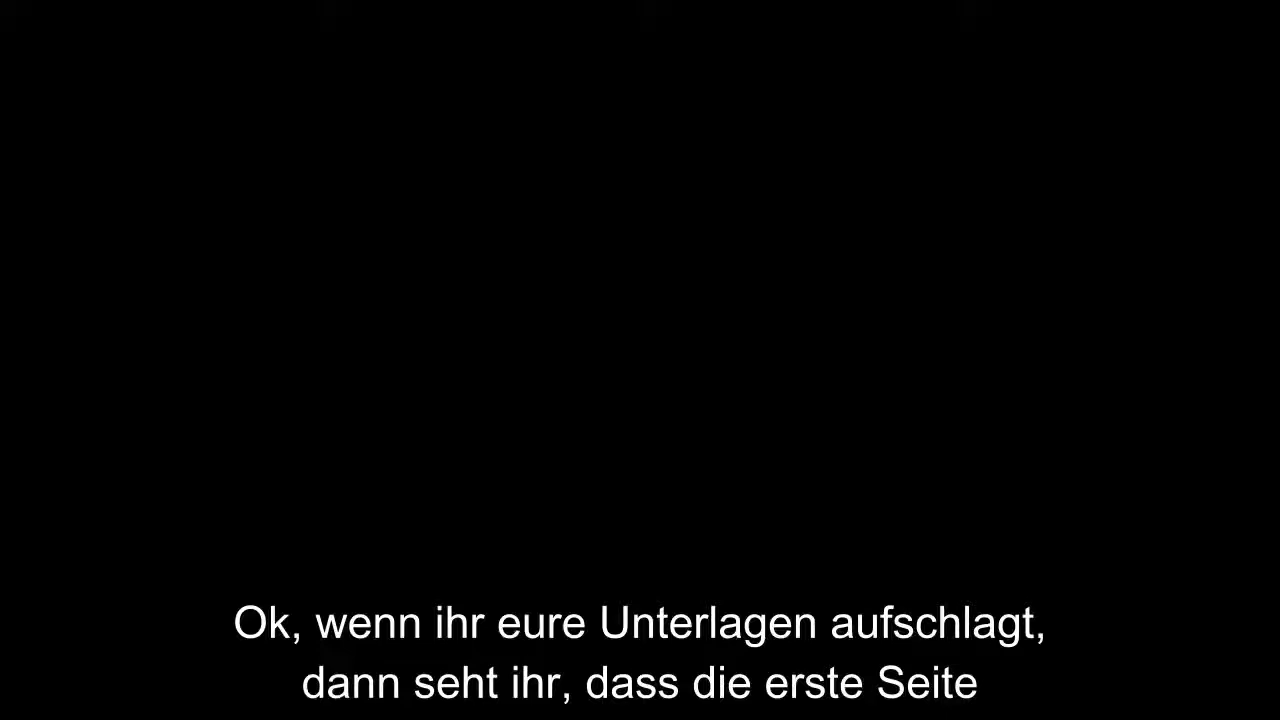 Ok, wenn ihr eure Unterlagen aufschlagt,
dann seht ihr, dass die erste Seite